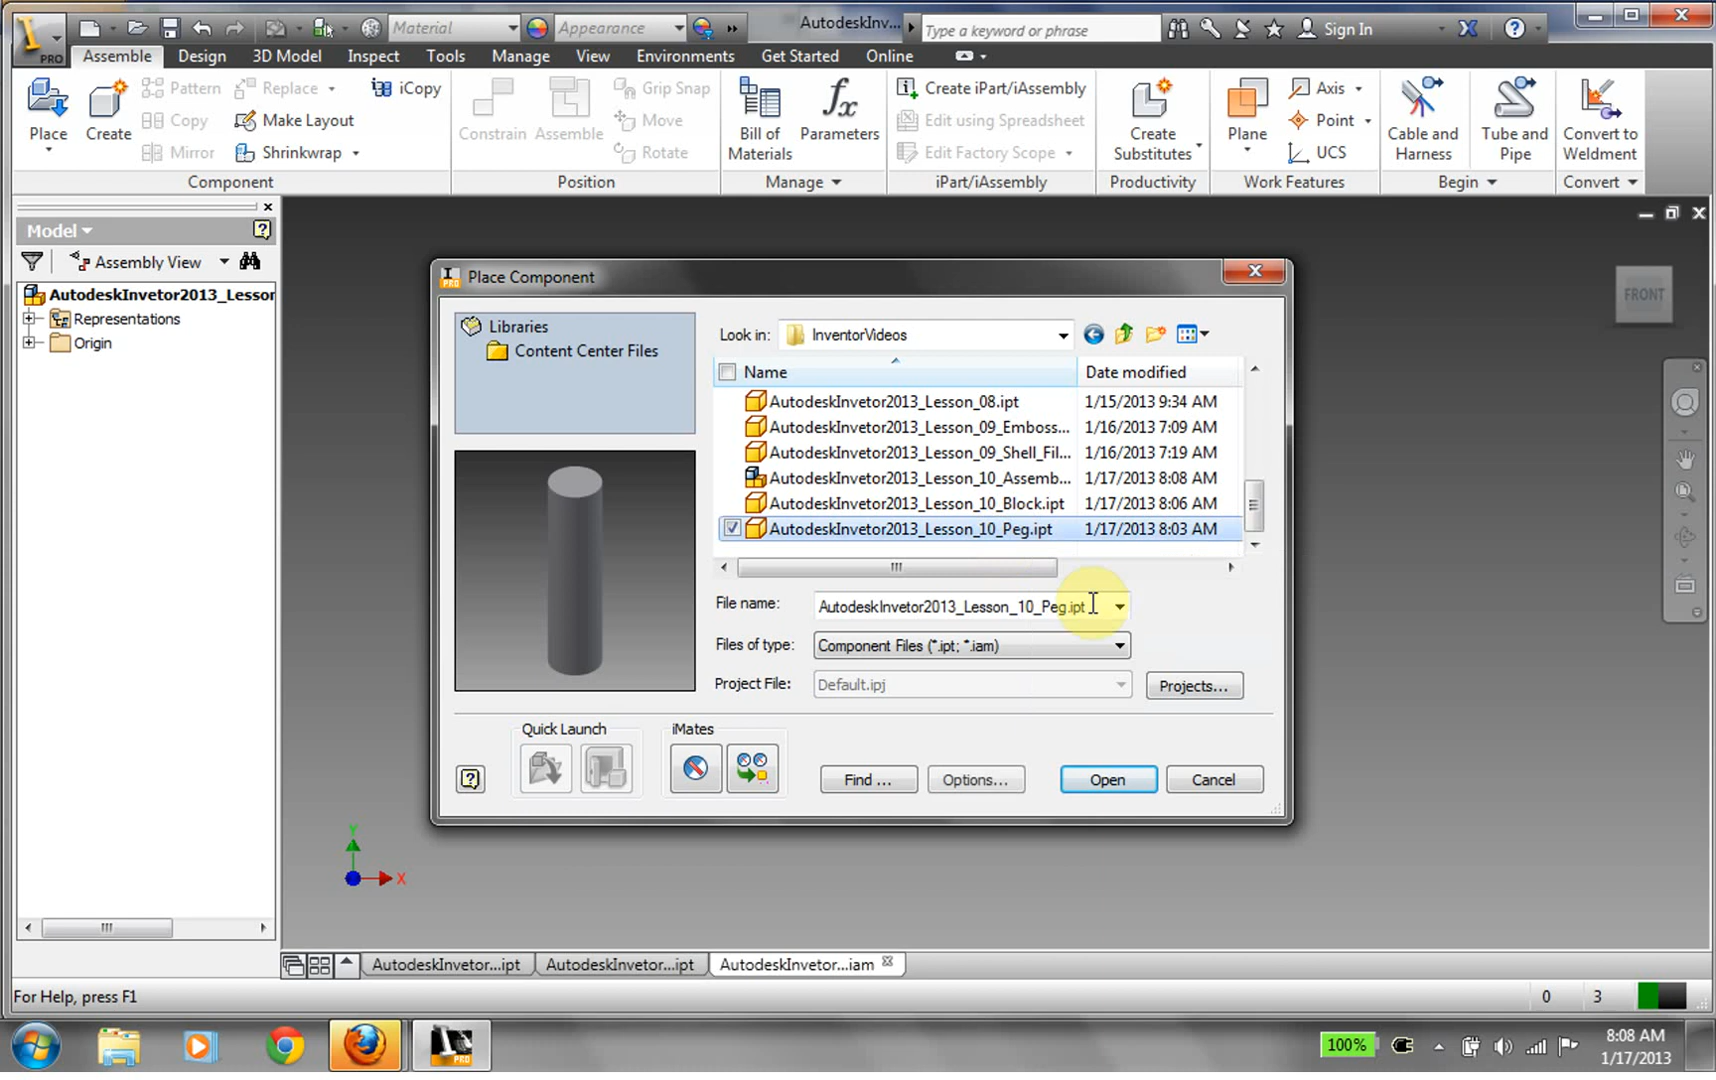 Material
Appearance
AutodeskInv...
Type a keyword or phrase
Sign In
PRO
Assemble
Design
3D Model
Inspect
Tools
Manage
View
Environments
Get Started
Online
Place
Create
Pattern
Copy
Mirror
Replace
Make Layout
Shrinkwrap
iCopy
Component
Constrain
Assemble
Grip Snap
Move
Rotate
Position
Bill of
Materials
Parameters
Manage
Create iPart/iAssembly
Edit using Spreadsheet
Edit Factory Scope
iPart/iAssembly
Create
Substitutes
Productivity
Plane
Axis
Point
UCS
Work Features
Cable and
Harness
Tube and
Pipe
Begin
Convert to
Weldment
Convert
Model
Assembly View
AutodeskInvetor2013_Lesson
Representations
Origin
FRONT
Place Component
Libraries
Content Center Files
Look in:
InventorVideos
Name
Date modified
AutodeskInvetor2013_Lesson_08.ipt 1/15/2013 9:34 AM
AutodeskInvetor2013_Lesson_09_Emboss... 1/16/2013 7:09 AM
AutodeskInvetor2013_Lesson_09_Shell_Fil... 1/16/2013 7:19 AM
AutodeskInvetor2013_Lesson_10_Assemb... 1/17/2013 8:08 AM
AutodeskInvetor2013_Lesson_10_Block.ipt 1/17/2013 8:06 AM
AutodeskInvetor2013_Lesson_10_Peg.ipt 1/17/2013 8:03 AM
File name: AutodeskInvetor2013_Lesson_10_Peg.ipt
Files of type: Component Files (*.ipt; *.iam)
Project File: Default.ipj
Projects...
Quick Launch
iMates
Find ...
Options...
Open
Cancel
Y
X
AutodeskInvetor...ipt
AutodeskInvetor...ipt
AutodeskInvetor...iam
For Help, press F1
0
3
PRO
100%
8:08 AM
1/17/2013